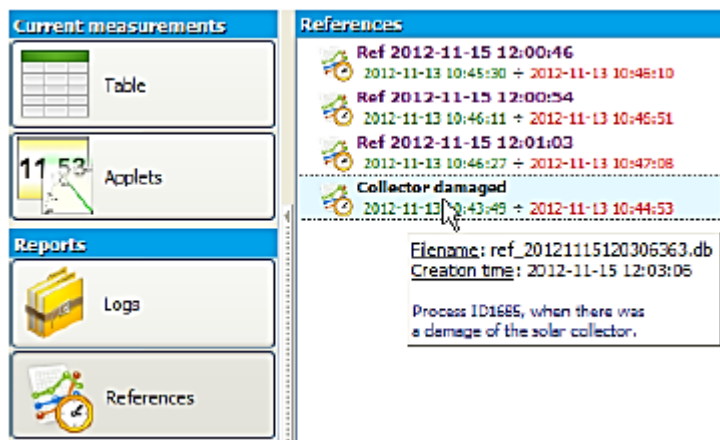 Current measurements
Table
Applets
Reports
Logs
References
References
Ref 2012-11-15 12:00:46
2012-11-13 10:45:30 ÷ 2012-11-13 10:46:10
Ref 2012-11-15 12:00:54
2012-11-13 10:46:11 ÷ 2012-11-13 10:46:51
Ref 2012-11-15 12:01:03
2012-11-13 10:46:27 ÷ 2012-11-13 10:47:08
Collector damaged
2012-11-13 10:43:49 ÷ 2012-11-13 10:44:53
Filename: ref_20121115120306363.db
Creation time: 2012-11-15 12:03:06
Process ID1685, when there was
a damage of the solar collector.